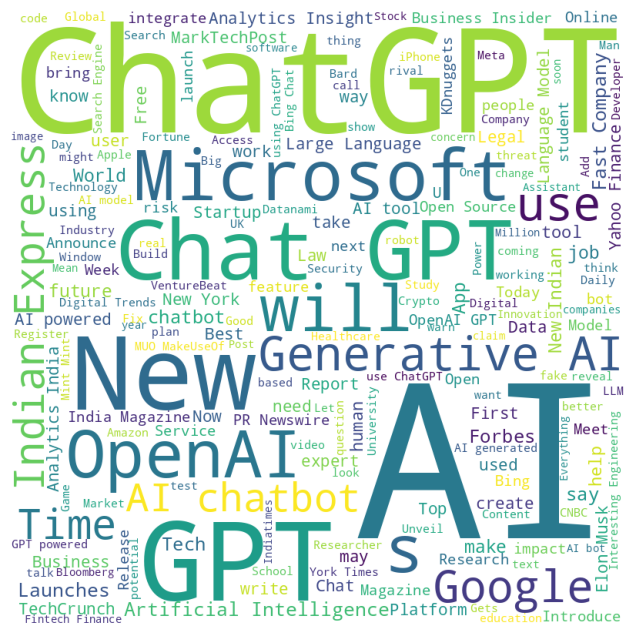 code
Global
integrate
Analytics Insight
Stock
Business Insider
Online
Review
Search
MarkTechPost
thing
iPhone
Meta
Man
ChatGPT
bring
know
Search Engine
Free
launch
software
Bard
call
rival
way
KDnuggets
people
Company
Language Model
soon
Fast Company
Developer
image
Fortune
using ChatGPT
Bing Chat
show
concern
Legal
student
Add
Yahoo Finance
Day
user
Access
work
Large Language
threat
might
Apple
Big
Microsoft
One
change
World
Technology
AI model
risk
Startup
Datanami
U
Assistant
use
using
AI tool
Open Source
tool
Industry
Announce
UK
take
Million
Window
real
Chat GPT
robot
coming
think
job
Mean
Build
Law
next
Power
working
Daily
Week
VentureBeat
Security
Study
Today
bot
future
feature
App
Indian Express
Digital Trends
New York
will
Crypto
Digital
New Indian
companies
AI powered
Fix
chatbot
OpenAI GPT
Innovation
Data
Model
Register
year
plan
Good
Best
warn
claim
MUO MakeUseOf
Post
Healthcare
fake
reveal
Mint Mint
New
Generative AI
based
Report
use ChatGPT
Open
want
better
LLM
India Magazine
Now
need
Let
First
Meet
Analytics India
Amazon
Service
PR Newswire
human
question
University
Forbes
AI generated
Everything
help
OpenAI
video
expert
look
used
Bing
Interesting Engineering
Game
Market
test
AI chatbot
Top
create
say
Content
CNBC
Elon Musk
Time
Unveil
GPT powered
Tech
GPT
Indiatimes
Researcher
s
AI
make
impact
AI bot
Business
Release
may
Research
text
talk
Bloomberg
potential
School
York Times
Launches
write
Chat
Magazine
Google
TechCrunch
Artificial Intelligence
Platform
Gets
Introduce
Fintech Finance
education